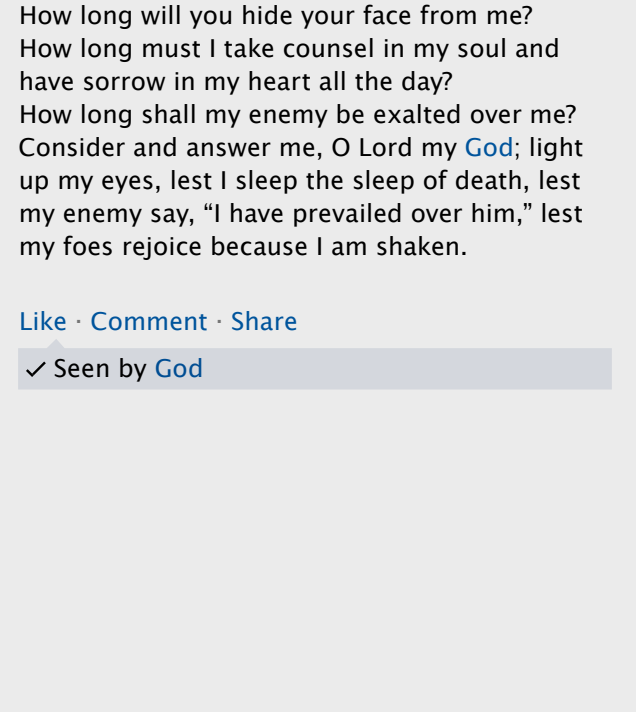 How long will you hide your face from me?
How long must I take counsel in my soul and
have sorrow in my heart all the day?
How long shall my enemy be exalted over me?
Consider and answer me, O Lord my God; light
up my eyes, lest I sleep the sleep of death, lest
my enemy say, “I have prevailed over him,” lest
my foes rejoice because I am shaken.
Like · Comment · Share
✓ Seen by God